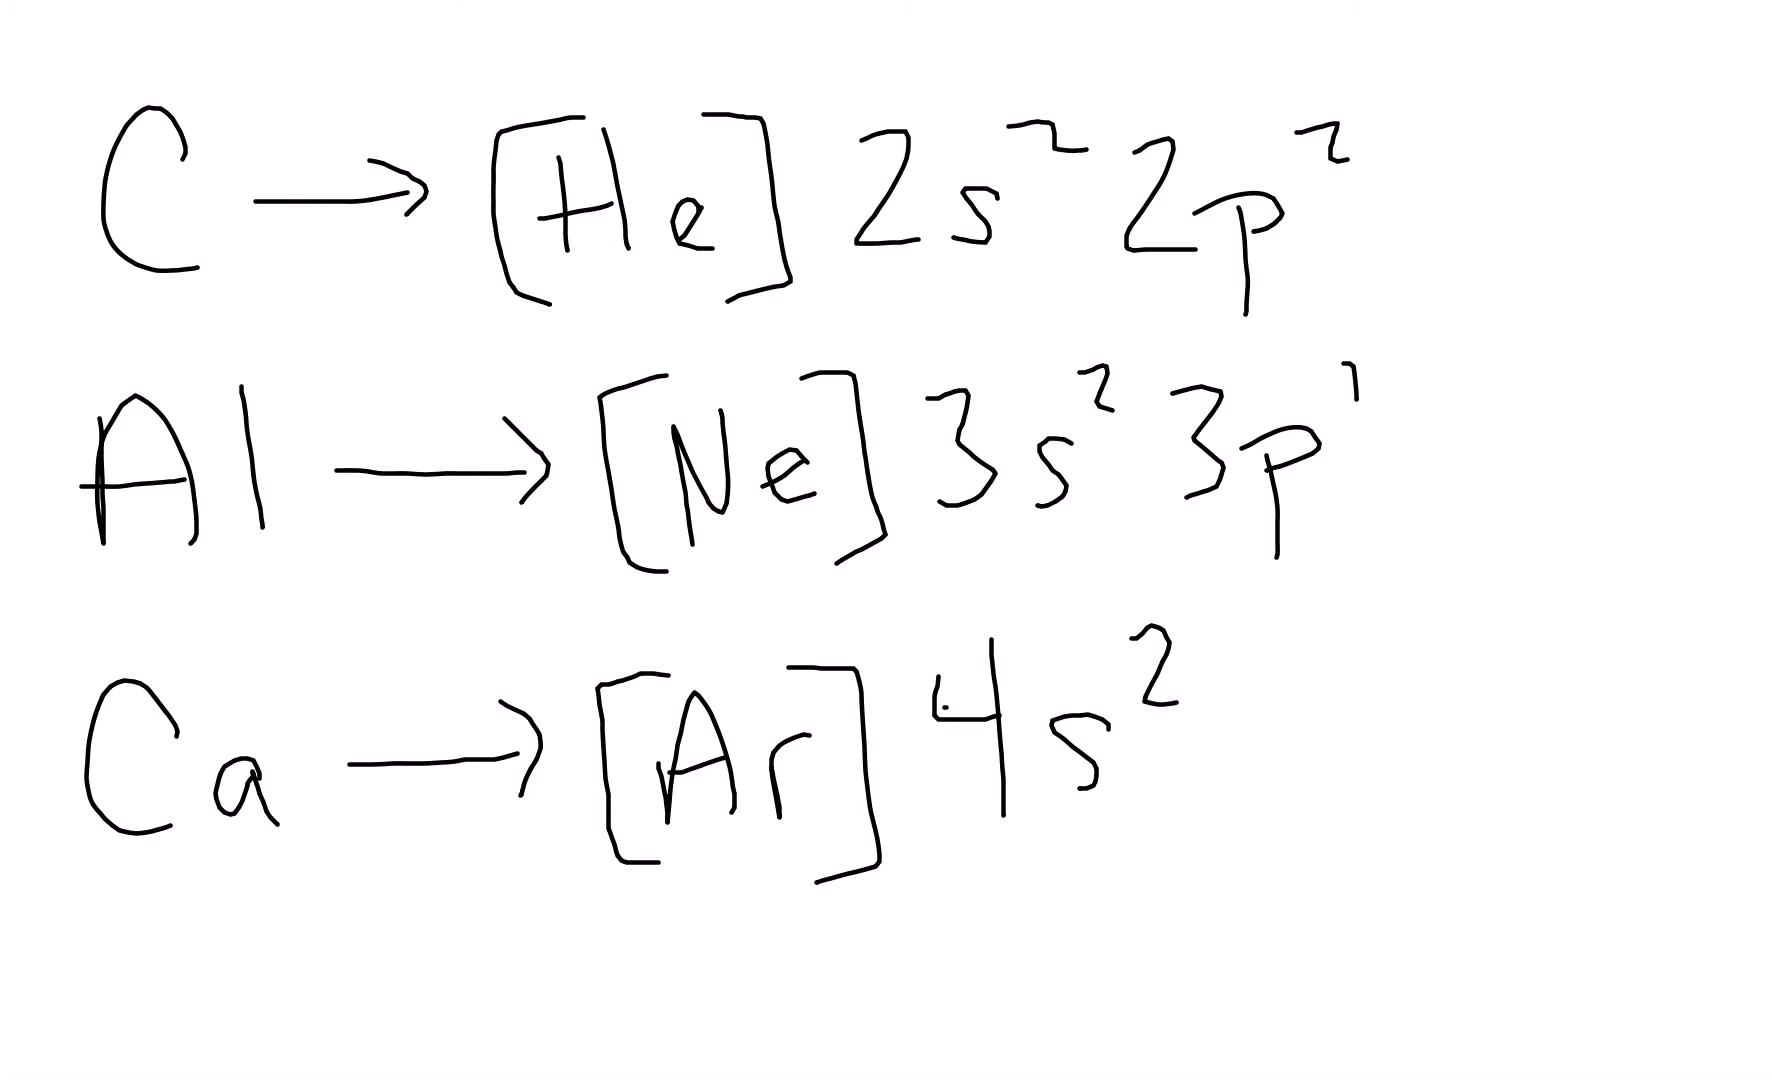 C → [He] 2s² 2p²
Al → [Ne] 3s² 3p¹
Ca → [Ar] 4s²